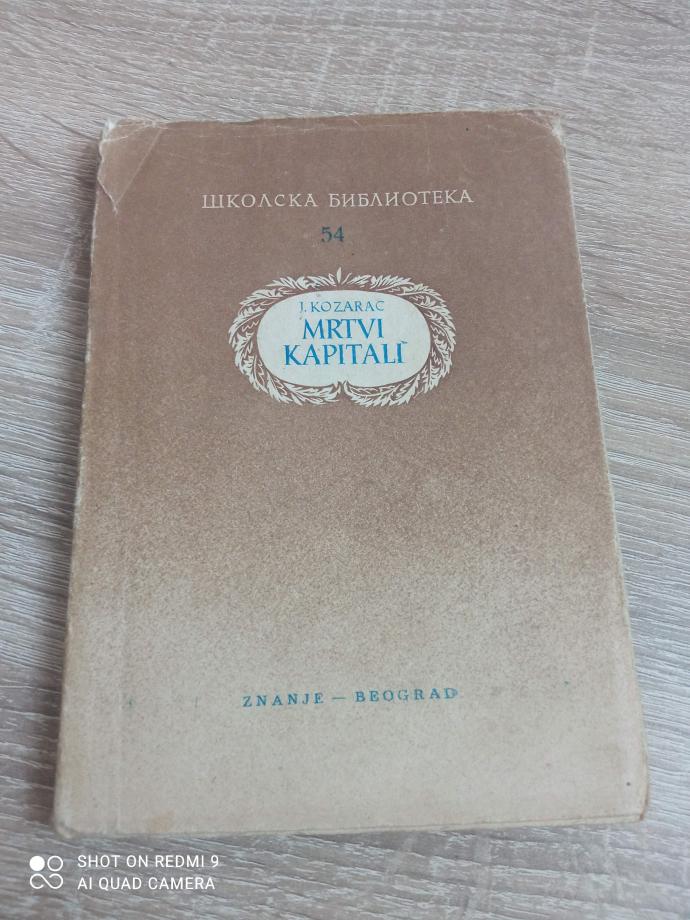 ШКОЛСКА БИБЛИОТЕКА
54
J. KOZARAC
MRTVI
KAPITALI
ZNANJE — BEOGRAD
SHOT ON REDMI 9
AI QUAD CAMERA